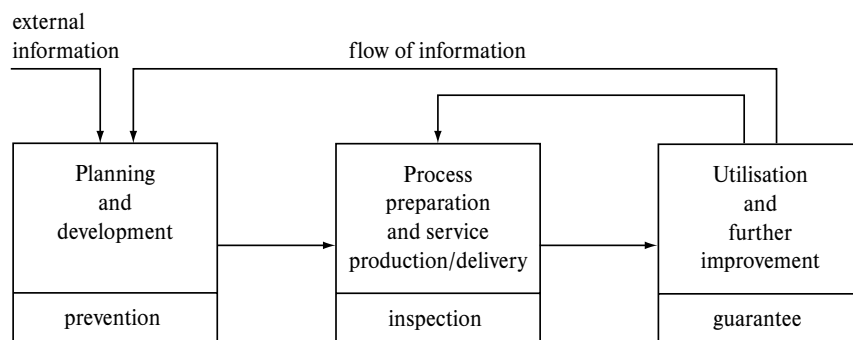 external
information
flow of information
Planning
and
development
prevention
Process
preparation
and service
production/delivery
inspection
Utilisation
and
further
improvement
guarantee